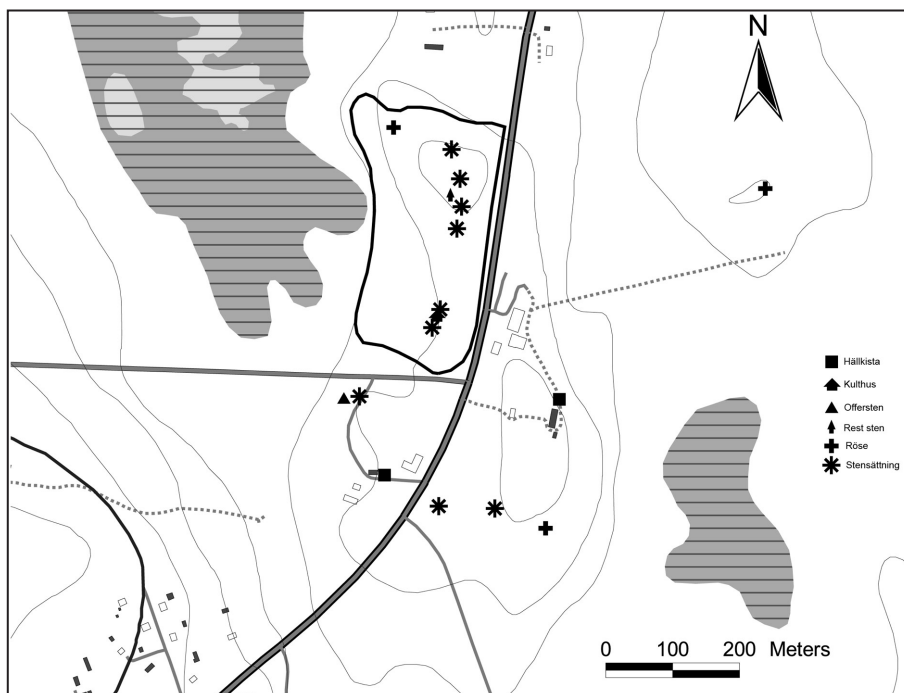 N
Hällkista
Kulthus
Offersten
Rest sten
Röse
Stensättning
0 100 200 Meters